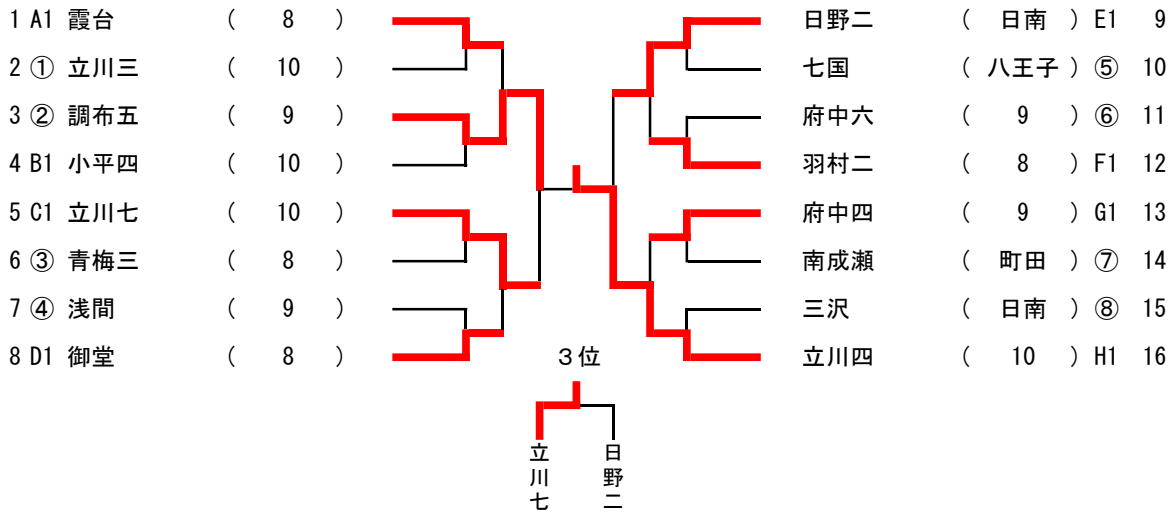 1 A1 霞台 ( 8 ) 日野二 ( 日南 ) E1 9
2 ① 立川三 ( 10 ) 七国 ( 八王子 ) ⑤ 10
3 ② 調布五 ( 9 ) 府中六 ( 9 ) ⑥ 11
4 B1 小平四 ( 10 ) 羽村二 ( 8 ) F1 12
5 C1 立川七 ( 10 ) 府中四 ( 9 ) G1 13
6 ③ 青梅三 ( 8 ) 南成瀬 ( 町田 ) ⑦ 14
7 ④ 浅間 ( 9 ) 三沢 ( 日南 ) ⑧ 15
8 D1 御堂 ( 8 ) 3位 立川四 ( 10 ) H1 16
立川七
日野二